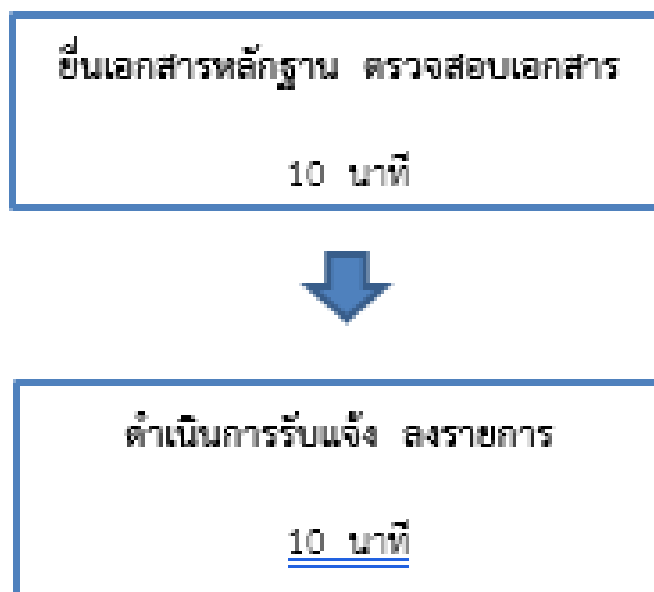 ยื่นเอกสารหลักฐาน ตรวจสอบเอกสาร
10 นาที
ดำเนินการรับแจ้ง ลงรายการ
10 นาที